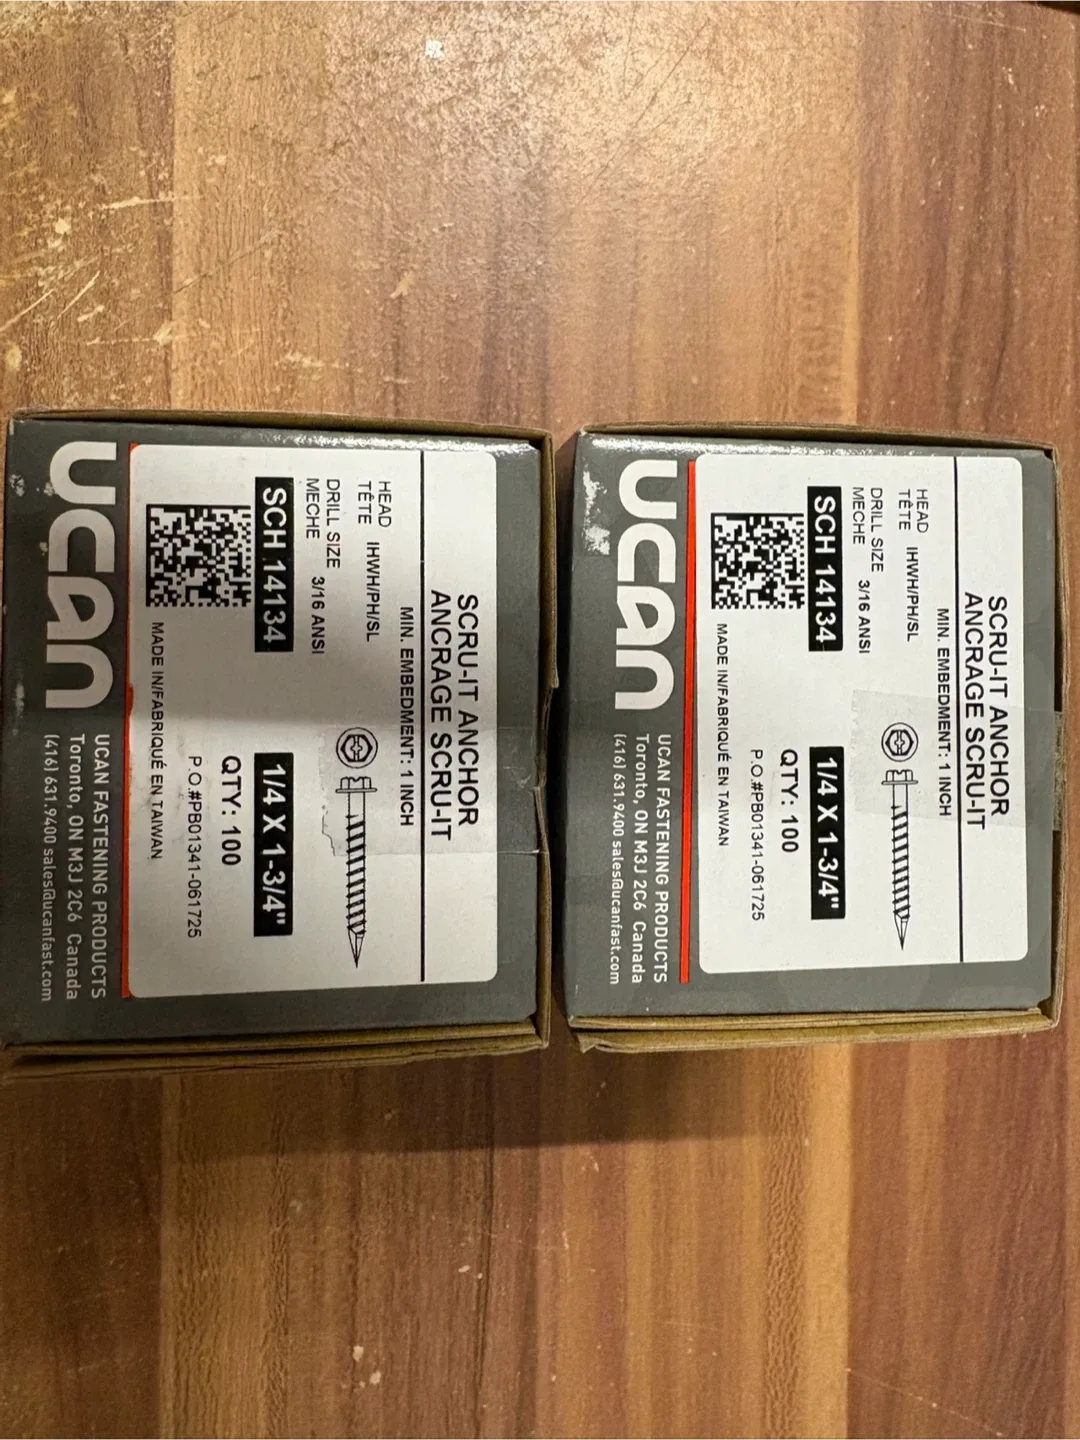 SCRU-IT ANCHOR
ANCRAGE SCRU-IT
MIN. EMBEDMENT: 1 INCH
HEAD
TÊTE IHWH/PH/SL
DRILL SIZE
MECHE 3/16 ANSI
SCH 14134
1/4 X 1-3/4"
QTY: 100
P.O.#PB01341-061725
MADE IN/FABRIQUÉ EN TAIWAN
UCAN
UCAN FASTENING PRODUCTS
Toronto, ON M3J 2C6 Canada
(416) 631.9400 sales@ucanfast.com
SCRU-IT ANCHOR
ANCRAGE SCRU-IT
MIN. EMBEDMENT: 1 INCH
HEAD
TÊTE IHWH/PH/SL
DRILL SIZE
MECHE 3/16 ANSI
SCH 14134
1/4 X 1-3/4"
QTY: 100
P.O.#PB01341-061725
MADE IN/FABRIQUÉ EN TAIWAN
UCAN
UCAN FASTENING PRODUCTS
Toronto, ON M3J 2C6 Canada
(416) 631.9400 sales@ucanfast.com